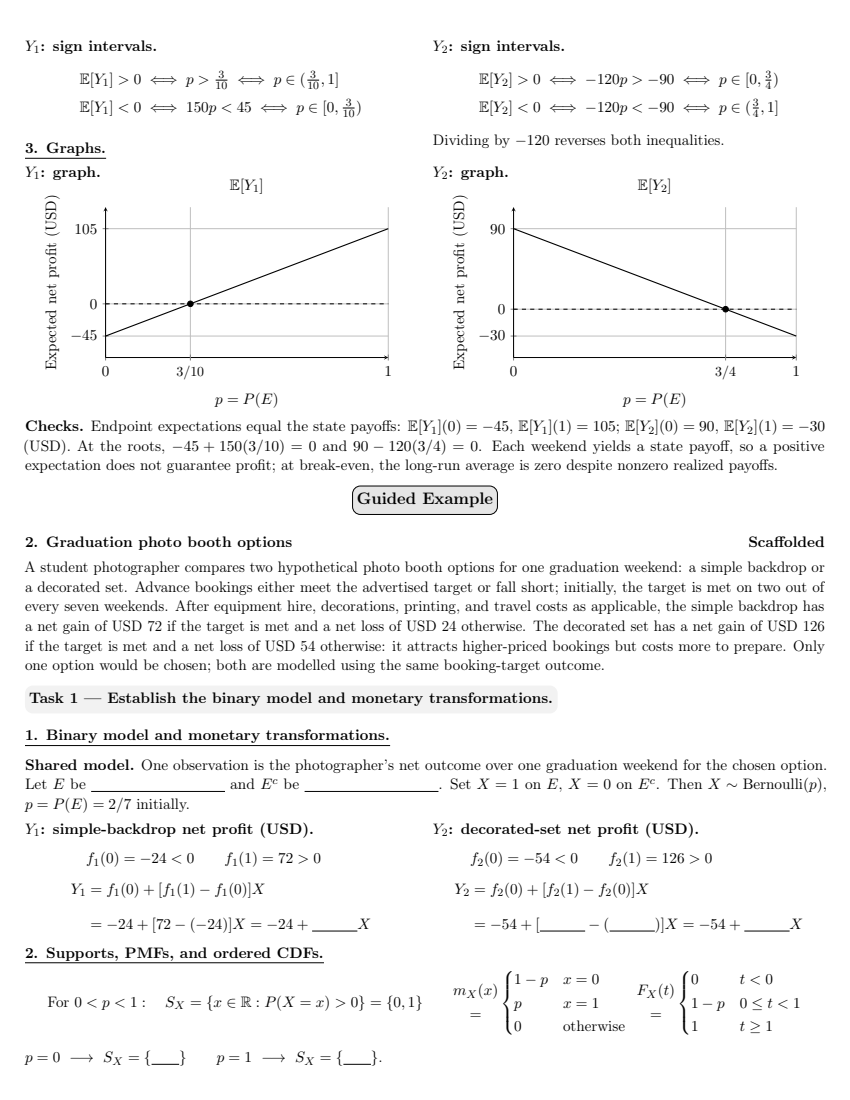 Y₁: sign intervals.
𝔼[Y₁] > 0 ⟺ p > 3/10 ⟺ p ∈ (3/10, 1]
𝔼[Y₁] < 0 ⟺ 150p < 45 ⟺ p ∈ [0, 3/10)
Y₂: sign intervals.
𝔼[Y₂] > 0 ⟺ −120p > −90 ⟺ p ∈ [0, 3/4)
𝔼[Y₂] < 0 ⟺ −120p < −90 ⟺ p ∈ (3/4, 1]
Dividing by −120 reverses both inequalities.
3. Graphs.
Y₁: graph.
𝔼[Y₁]
Expected net profit (USD)
105
0
−45
0 3/10 1
p = P(E)
Y₂: graph.
𝔼[Y₂]
Expected net profit (USD)
90
0
−30
0 3/4 1
p = P(E)
Checks. Endpoint expectations equal the state payoffs: 𝔼[Y₁](0) = −45, 𝔼[Y₁](1) = 105; 𝔼[Y₂](0) = 90, 𝔼[Y₂](1) = −30
(USD). At the roots, −45 + 150(3/10) = 0 and 90 − 120(3/4) = 0. Each weekend yields a state payoff, so a positive
expectation does not guarantee profit; at break-even, the long-run average is zero despite nonzero realized payoffs.
Guided Example
2. Graduation photo booth options Scaffolded
A student photographer compares two hypothetical photo booth options for one graduation weekend: a simple backdrop or
a decorated set. Advance bookings either meet the advertised target or fall short; initially, the target is met on two out of
every seven weekends. After equipment hire, decorations, printing, and travel costs as applicable, the simple backdrop has
a net gain of USD 72 if the target is met and a net loss of USD 24 otherwise. The decorated set has a net gain of USD 126
if the target is met and a net loss of USD 54 otherwise: it attracts higher-priced bookings but costs more to prepare. Only
one option would be chosen; both are modelled using the same booking-target outcome.
Task 1 — Establish the binary model and monetary transformations.
1. Binary model and monetary transformations.
Shared model. One observation is the photographer's net outcome over one graduation weekend for the chosen option.
Let E be ______ and Eᶜ be ______. Set X = 1 on E, X = 0 on Eᶜ. Then X ∼ Bernoulli(p),
p = P(E) = 2/7 initially.
Y₁: simple-backdrop net profit (USD).
f₁(0) = −24 < 0 f₁(1) = 72 > 0
Y₁ = f₁(0) + [f₁(1) − f₁(0)]X
= −24 + [72 − (−24)]X = −24 + ______X
Y₂: decorated-set net profit (USD).
f₂(0) = −54 < 0 f₂(1) = 126 > 0
Y₂ = f₂(0) + [f₂(1) − f₂(0)]X
= −54 + [______ − (______)]X = −54 + ______X
2. Supports, PMFs, and ordered CDFs.
For 0 < p < 1 : S_X = {x ∈ ℝ : P(X = x) > 0} = {0, 1}
m_X(x) = { 1 − p x = 0
p x = 1
0 otherwise
F_X(t) = { 0 t < 0
1 − p 0 ≤ t < 1
1 t ≥ 1
p = 0 ⟶ S_X = {___} p = 1 ⟶ S_X = {___}.